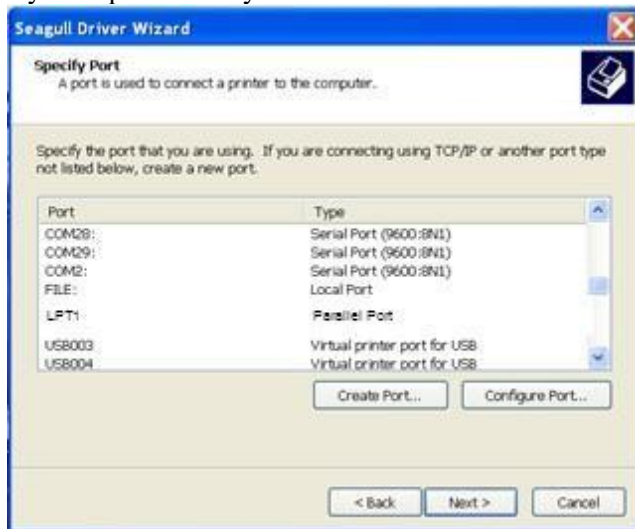 Seagull Driver Wizard
Specify Port
A port is used to connect a printer to the computer.
Specify the port that you are using. If you are connecting using TCP/IP or another port type
not listed below, create a new port.
Port Type
COM28: Serial Port (9600:8N1)
COM29: Serial Port (9600:8N1)
COM2: Serial Port (9600:8N1)
FILE: Local Port
LPT1 Parallel Port
USB003 Virtual printer port for USB
USB004 Virtual printer port for USB
Create Port... Configure Port...
< Back Next > Cancel